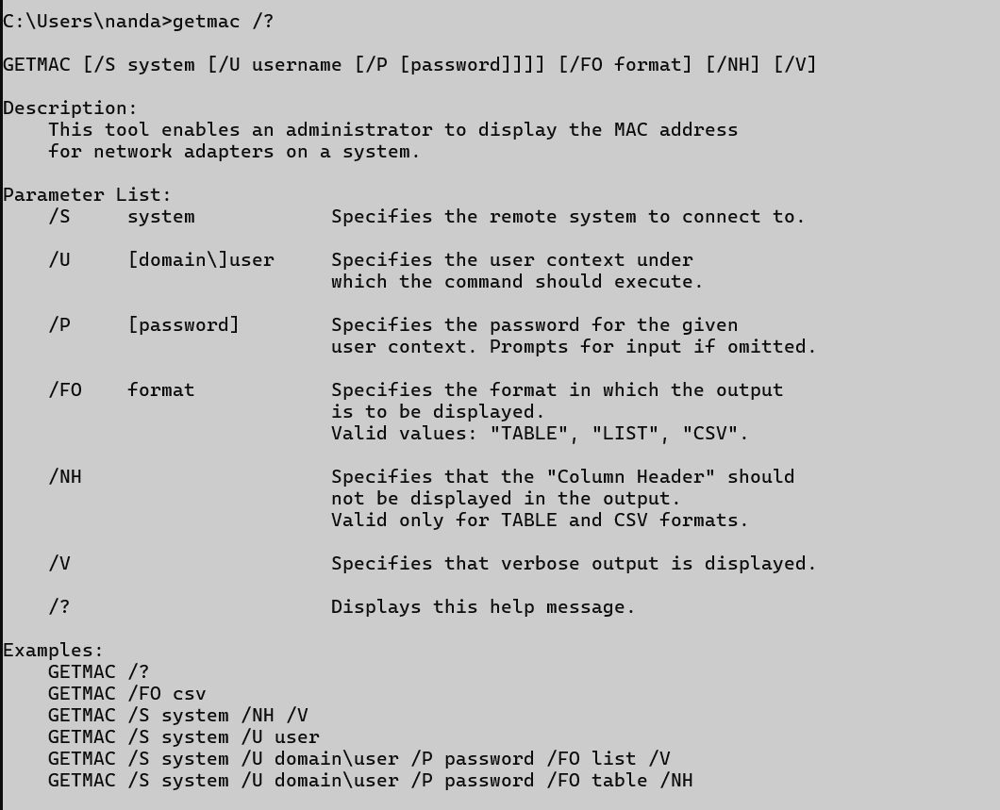 C:\Users\nanda>getmac /?
GETMAC [/S system [/U username [/P [password]]]] [/FO format] [/NH] [/V]
Description:
    This tool enables an administrator to display the MAC address
    for network adapters on a system.
Parameter List:
    /S     system            Specifies the remote system to connect to.
    /U     [domain\]user     Specifies the user context under
                             which the command should execute.
    /P     [password]        Specifies the password for the given
                             user context. Prompts for input if omitted.
    /FO    format            Specifies the format in which the output
                             is to be displayed.
                             Valid values: "TABLE", "LIST", "CSV".
    /NH                      Specifies that the "Column Header" should
                             not be displayed in the output.
                             Valid only for TABLE and CSV formats.
    /V                       Specifies that verbose output is displayed.
    /?                       Displays this help message.
Examples:
    GETMAC /?
    GETMAC /FO csv
    GETMAC /S system /NH /V
    GETMAC /S system /U user
    GETMAC /S system /U domain\user /P password /FO list /V
    GETMAC /S system /U domain\user /P password /FO table /NH